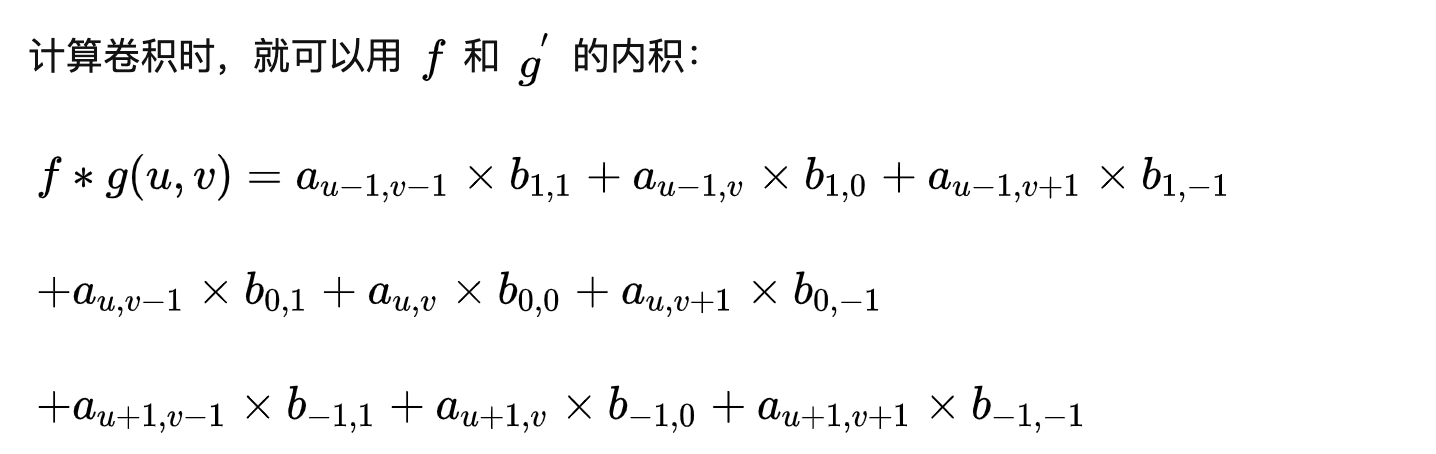 计算卷积时，就可以用 f 和 g′ 的内积：
f ∗ g(u, v) = a_{u−1,v−1} × b_{1,1} + a_{u−1,v} × b_{1,0} + a_{u−1,v+1} × b_{1,−1}
+a_{u,v−1} × b_{0,1} + a_{u,v} × b_{0,0} + a_{u,v+1} × b_{0,−1}
+a_{u+1,v−1} × b_{−1,1} + a_{u+1,v} × b_{−1,0} + a_{u+1,v+1} × b_{−1,−1}